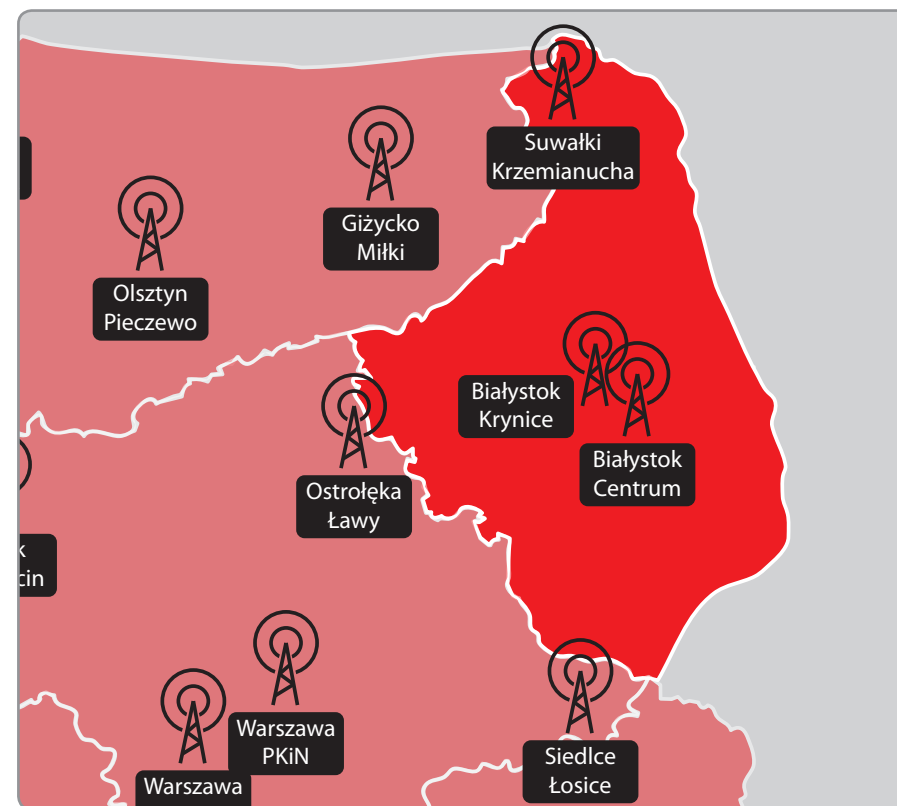 Suwałki
Krzemianucha
Giżycko
Miłki
Olsztyn
Pieczewo
Białystok
Krynice
Białystok
Centrum
Ostrołęka
Ławy
Warszawa
PKiN
Siedlce
Łosice
Warszawa